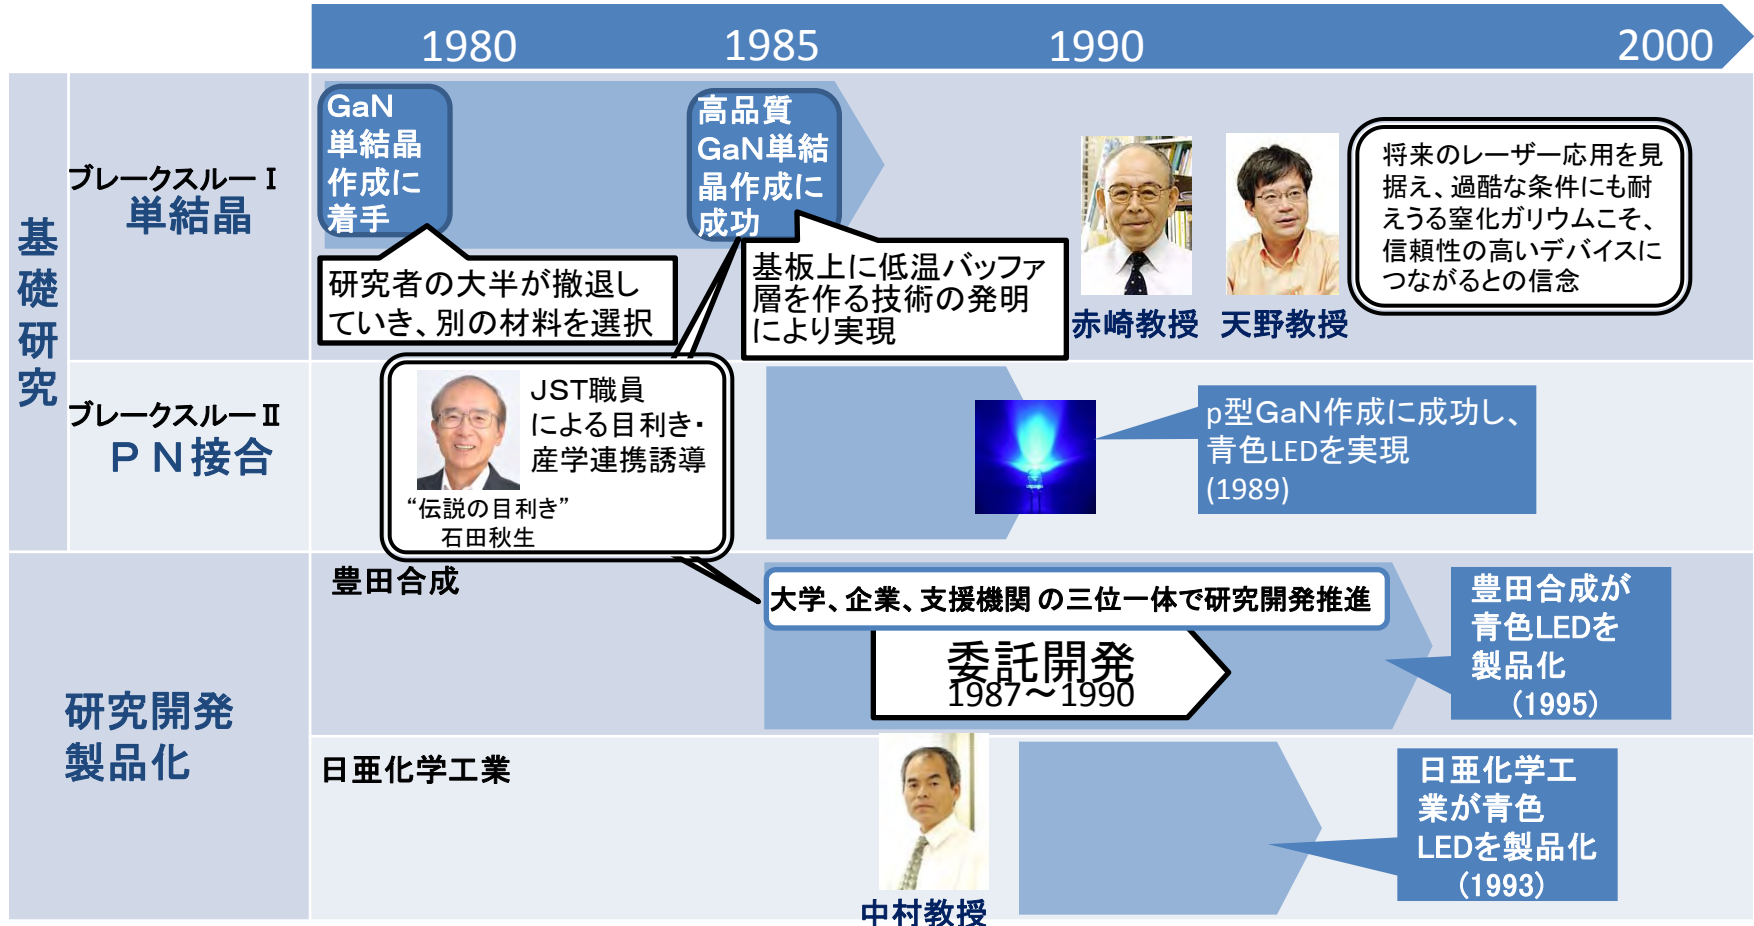 1980
1985
1990
2000
基礎研究
ブレークスルーⅠ
単結晶
GaN
単結晶
作成に
着手
高品質
GaN単結
晶作成に
成功
研究者の大半が撤退し
ていき、別の材料を選択
基板上に低温バッファ
層を作る技術の発明
により実現
赤崎教授
天野教授
将来のレーザー応用を見
据え、過酷な条件にも耐
えうる窒化ガリウムこそ、
信頼性の高いデバイスに
つながるとの信念
ブレークスルーⅡ
ＰＮ接合
JST職員
による目利き・
産学連携誘導
“伝説の目利き”
石田秋生
p型GaN作成に成功し、
青色LEDを実現
(1989)
研究開発
製品化
豊田合成
大学、企業、支援機関の三位一体で研究開発推進
委託開発
1987～1990
豊田合成が
青色LEDを
製品化
(1995)
日亜化学工業
中村教授
日亜化学工
業が青色
LEDを製品化
(1993)